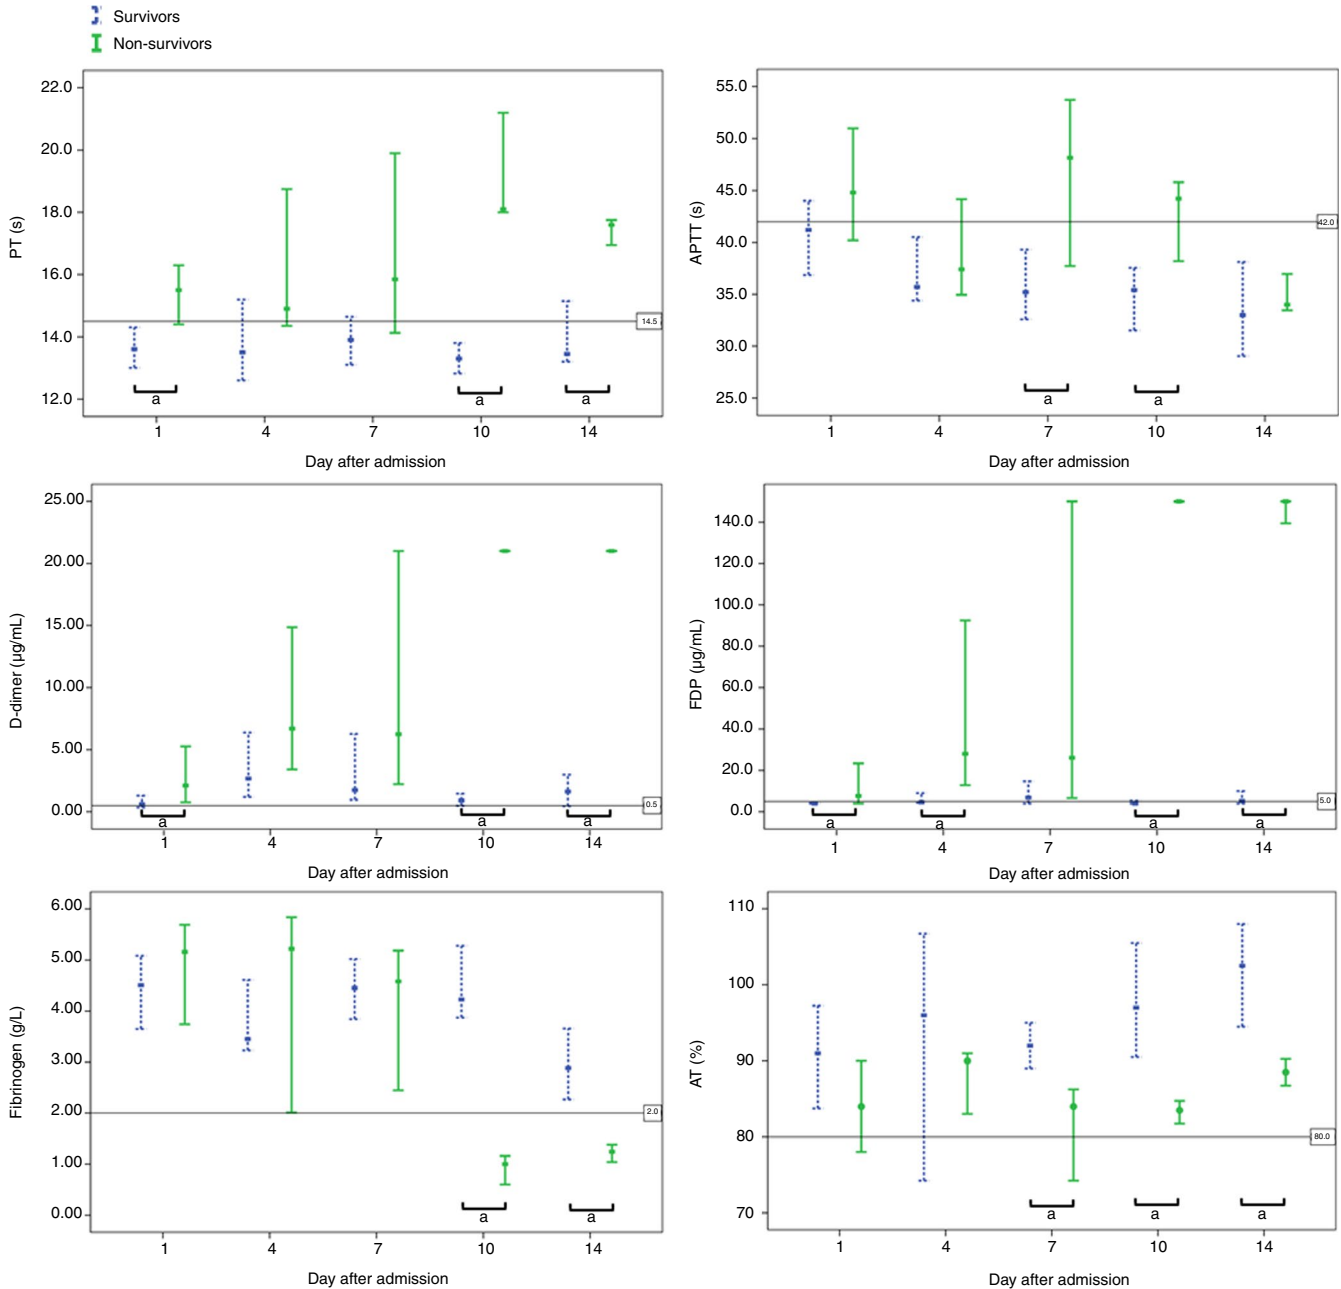 Survivors
Non-survivors
PT (s)
22.0
20.0
18.0
16.0
14.0
12.0
14.5
a
a
a
1
4
7
10
14
Day after admission
APTT (s)
55.0
50.0
45.0
40.0
35.0
30.0
25.0
42.0
a
a
1
4
7
10
14
Day after admission
D-dimer (µg/mL)
25.00
20.00
15.00
10.00
5.00
0.00
0.5
a
a
a
1
4
7
10
14
Day after admission
FDP (µg/mL)
140.0
120.0
100.0
80.0
60.0
40.0
20.0
0.0
5.0
a
a
a
a
1
4
7
10
14
Day after admission
Fibrinogen (g/L)
6.00
5.00
4.00
3.00
2.00
1.00
0.00
2.0
a
a
1
4
7
10
14
Day after admission
AT (%)
110
100
90
80
70
80.0
a
a
a
1
4
7
10
14
Day after admission